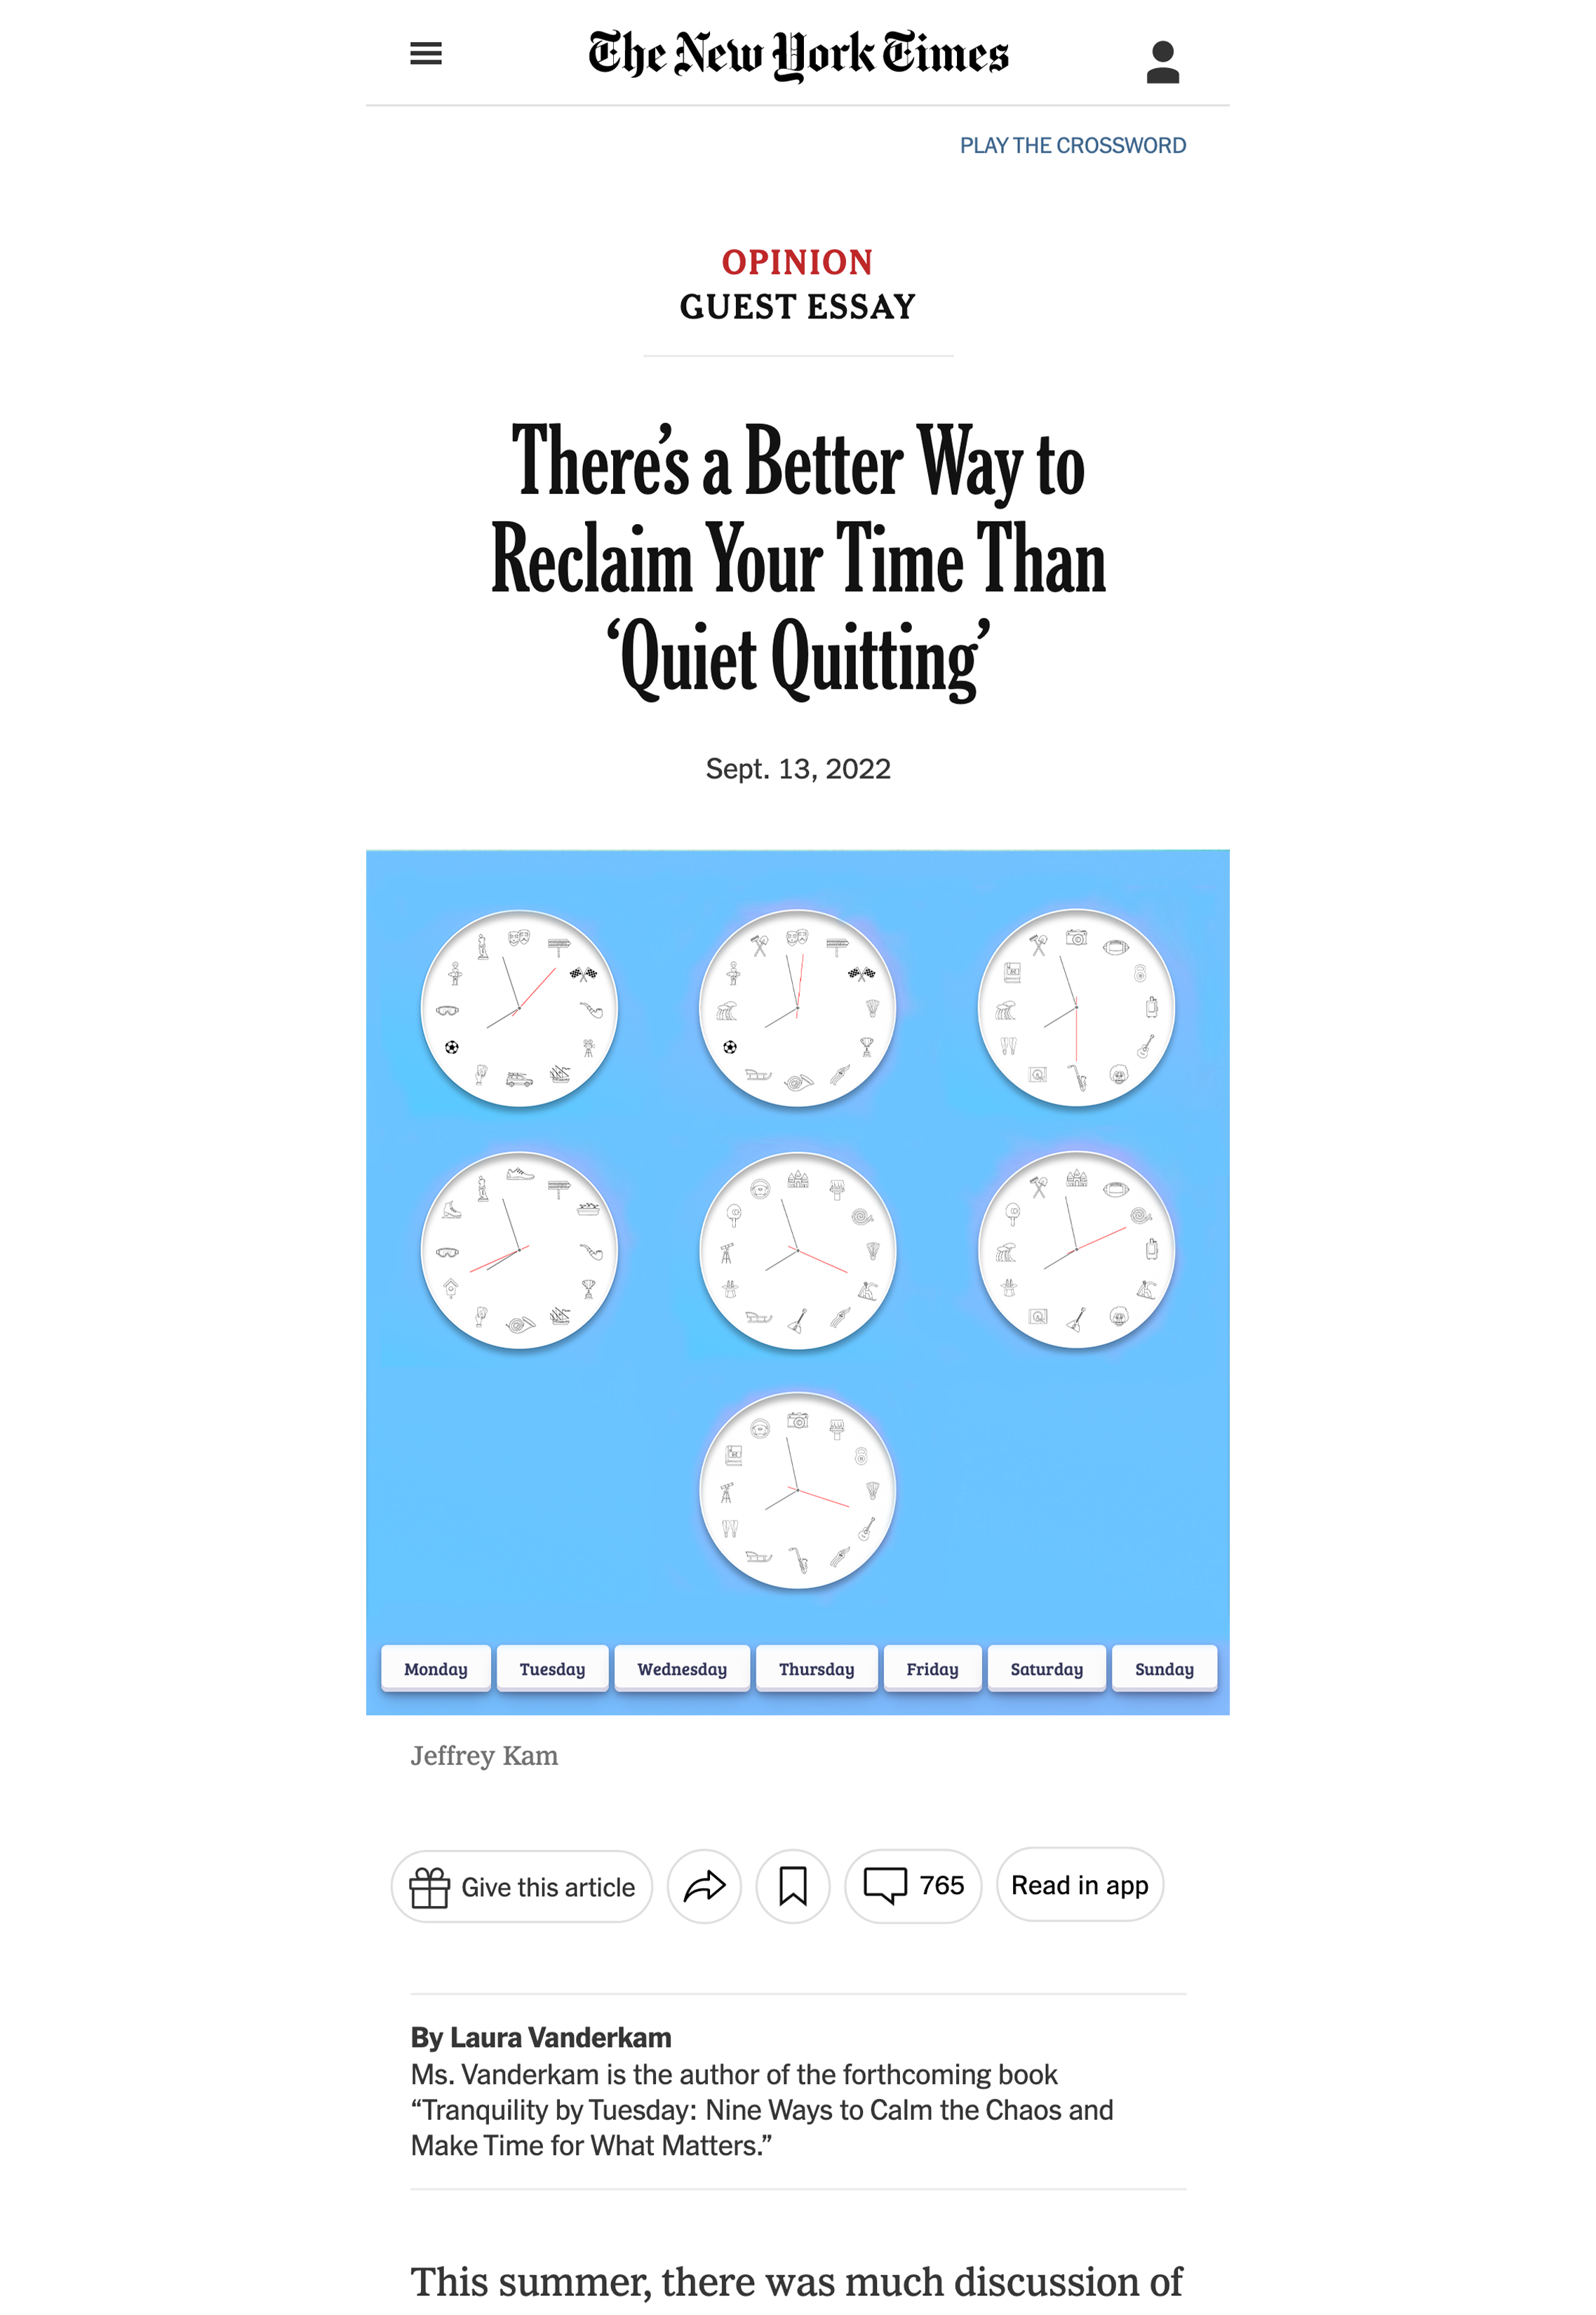 The New York Times
PLAY THE CROSSWORD
OPINION
GUEST ESSAY
There’s a Better Way to
Reclaim Your Time Than
‘Quiet Quitting’
Sept. 13, 2022
Monday Tuesday Wednesday Thursday Friday Saturday Sunday
Jeffrey Kam
Give this article 765 Read in app
By Laura Vanderkam
Ms. Vanderkam is the author of the forthcoming book
“Tranquility by Tuesday: Nine Ways to Calm the Chaos and
Make Time for What Matters.”
This summer, there was much discussion of